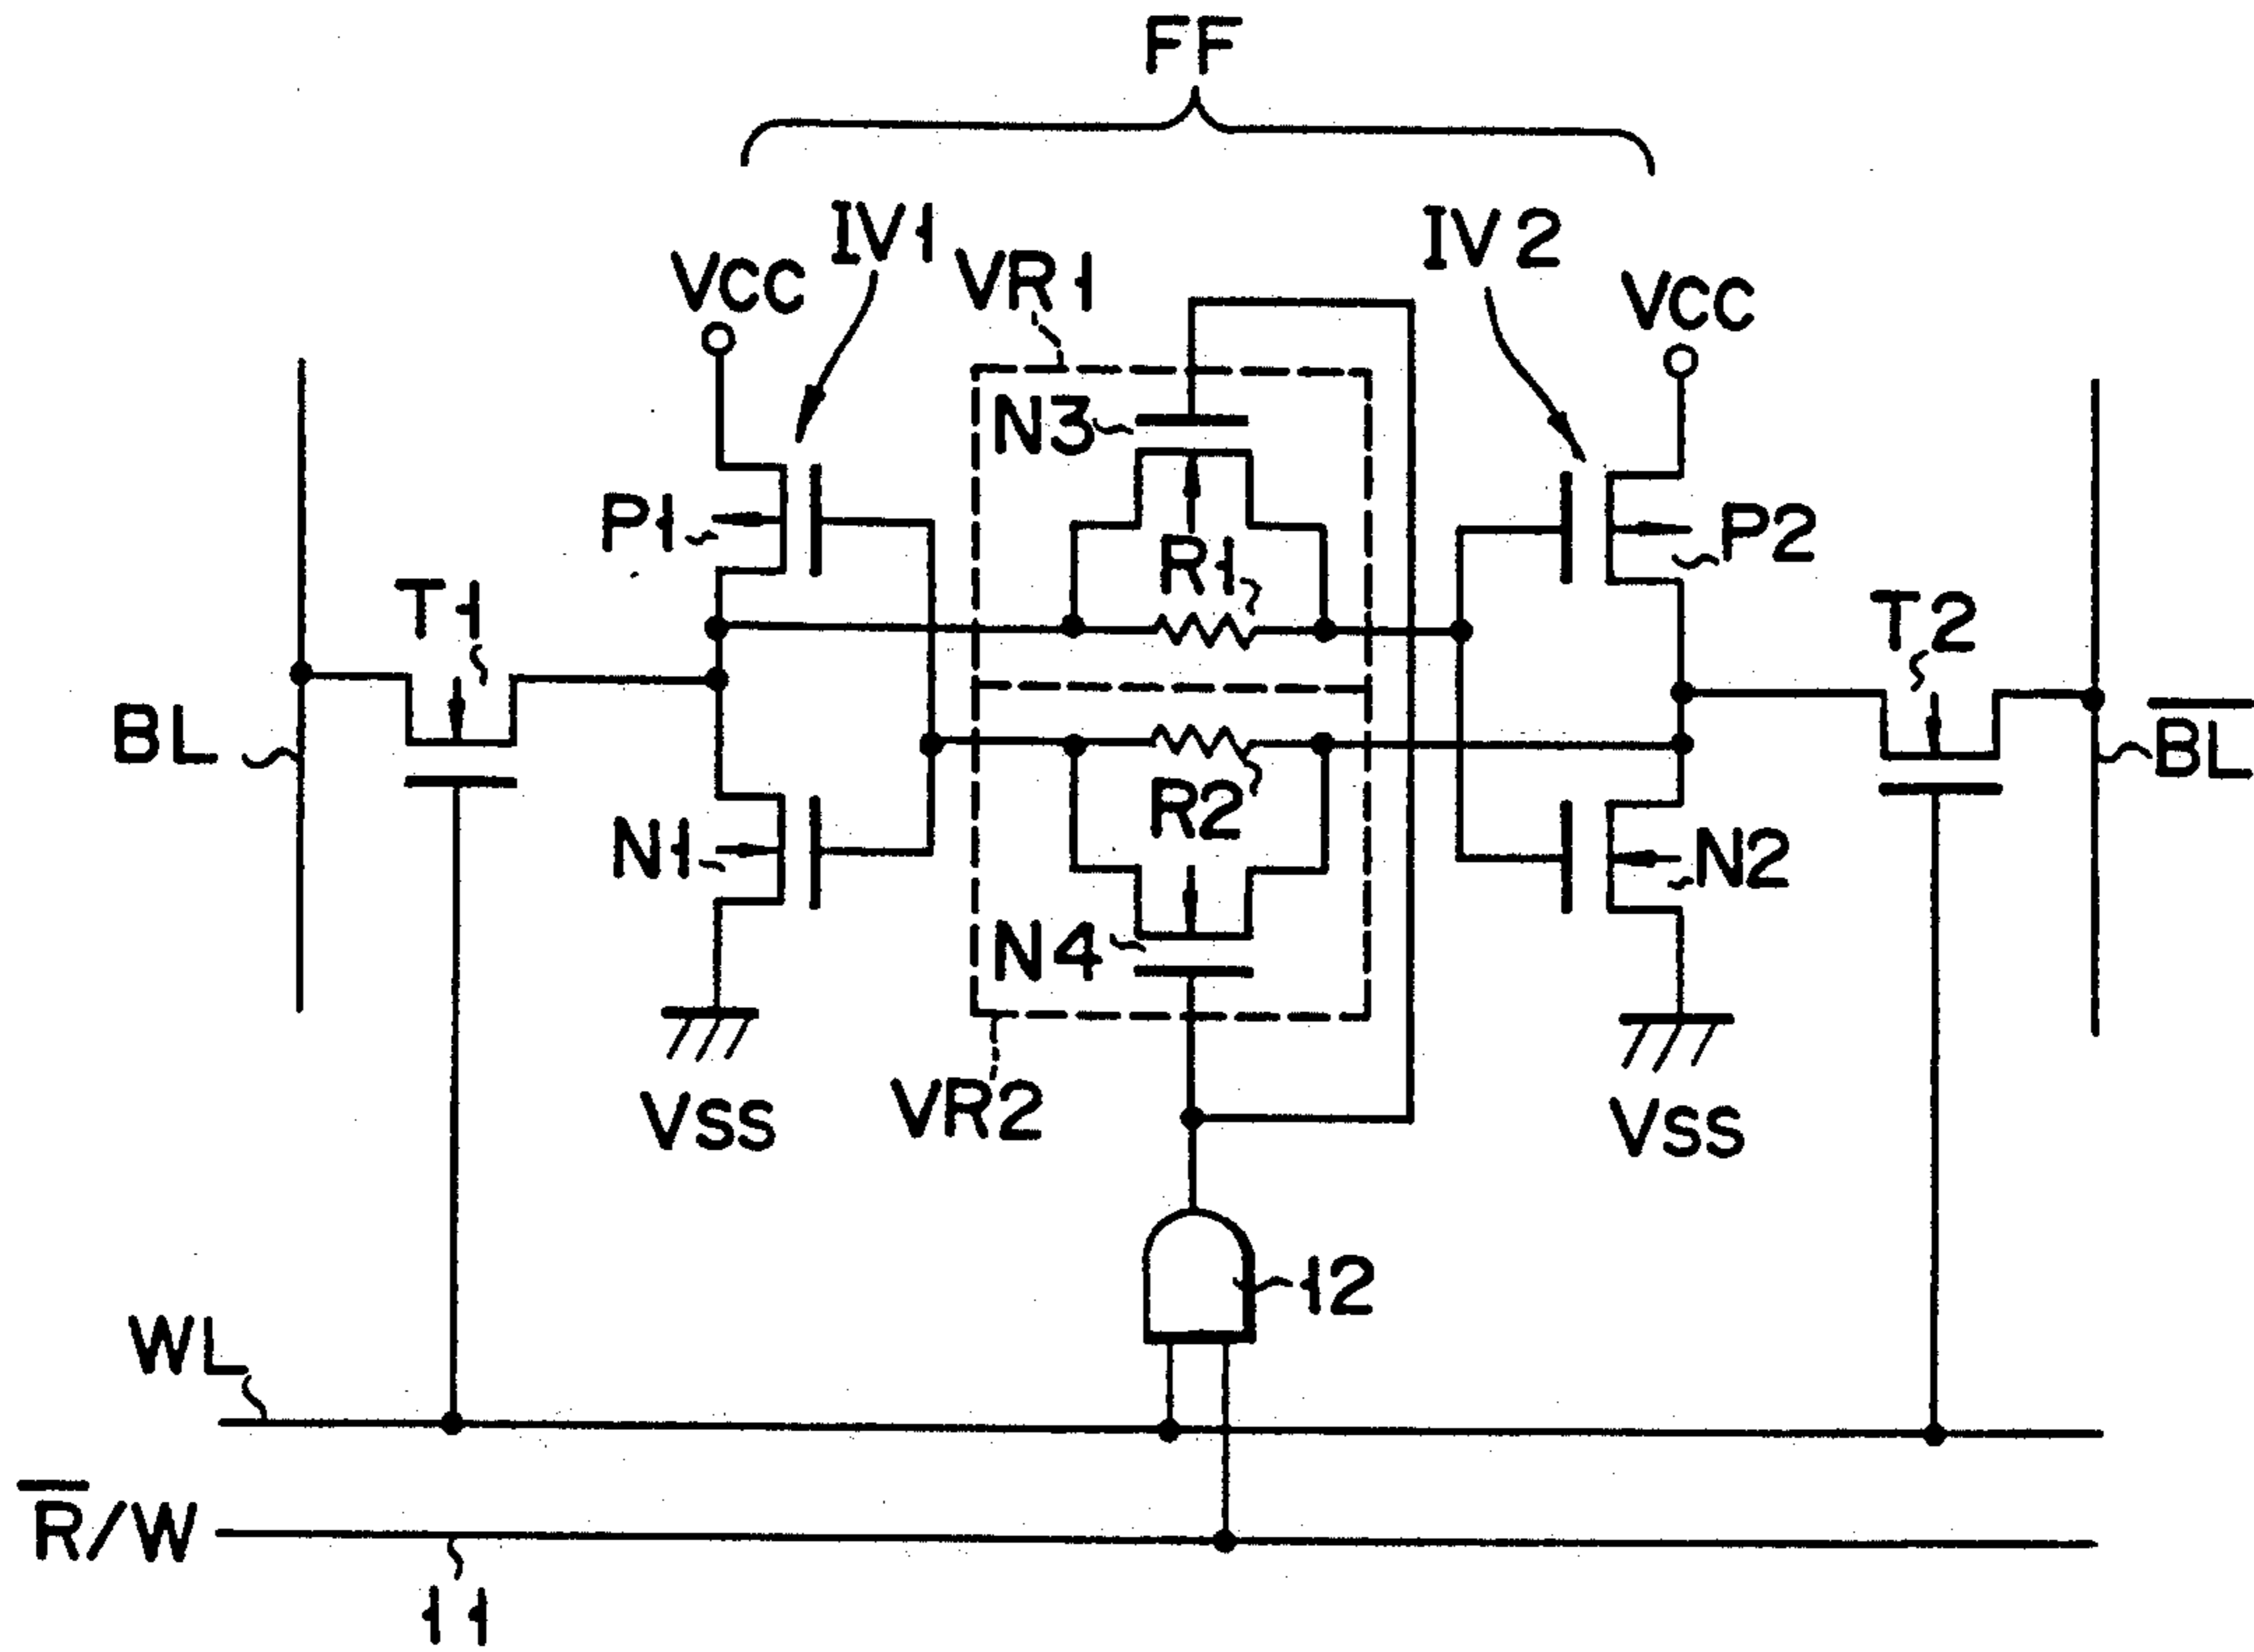 FF
IV1
IV2
VCC
VR1
VCC
N3
P1
R1
P2
T1
T2
BL
B̅L̅
R2
N1
N2
N4
VSS
VR2
VSS
12
WL
R̅/W
11